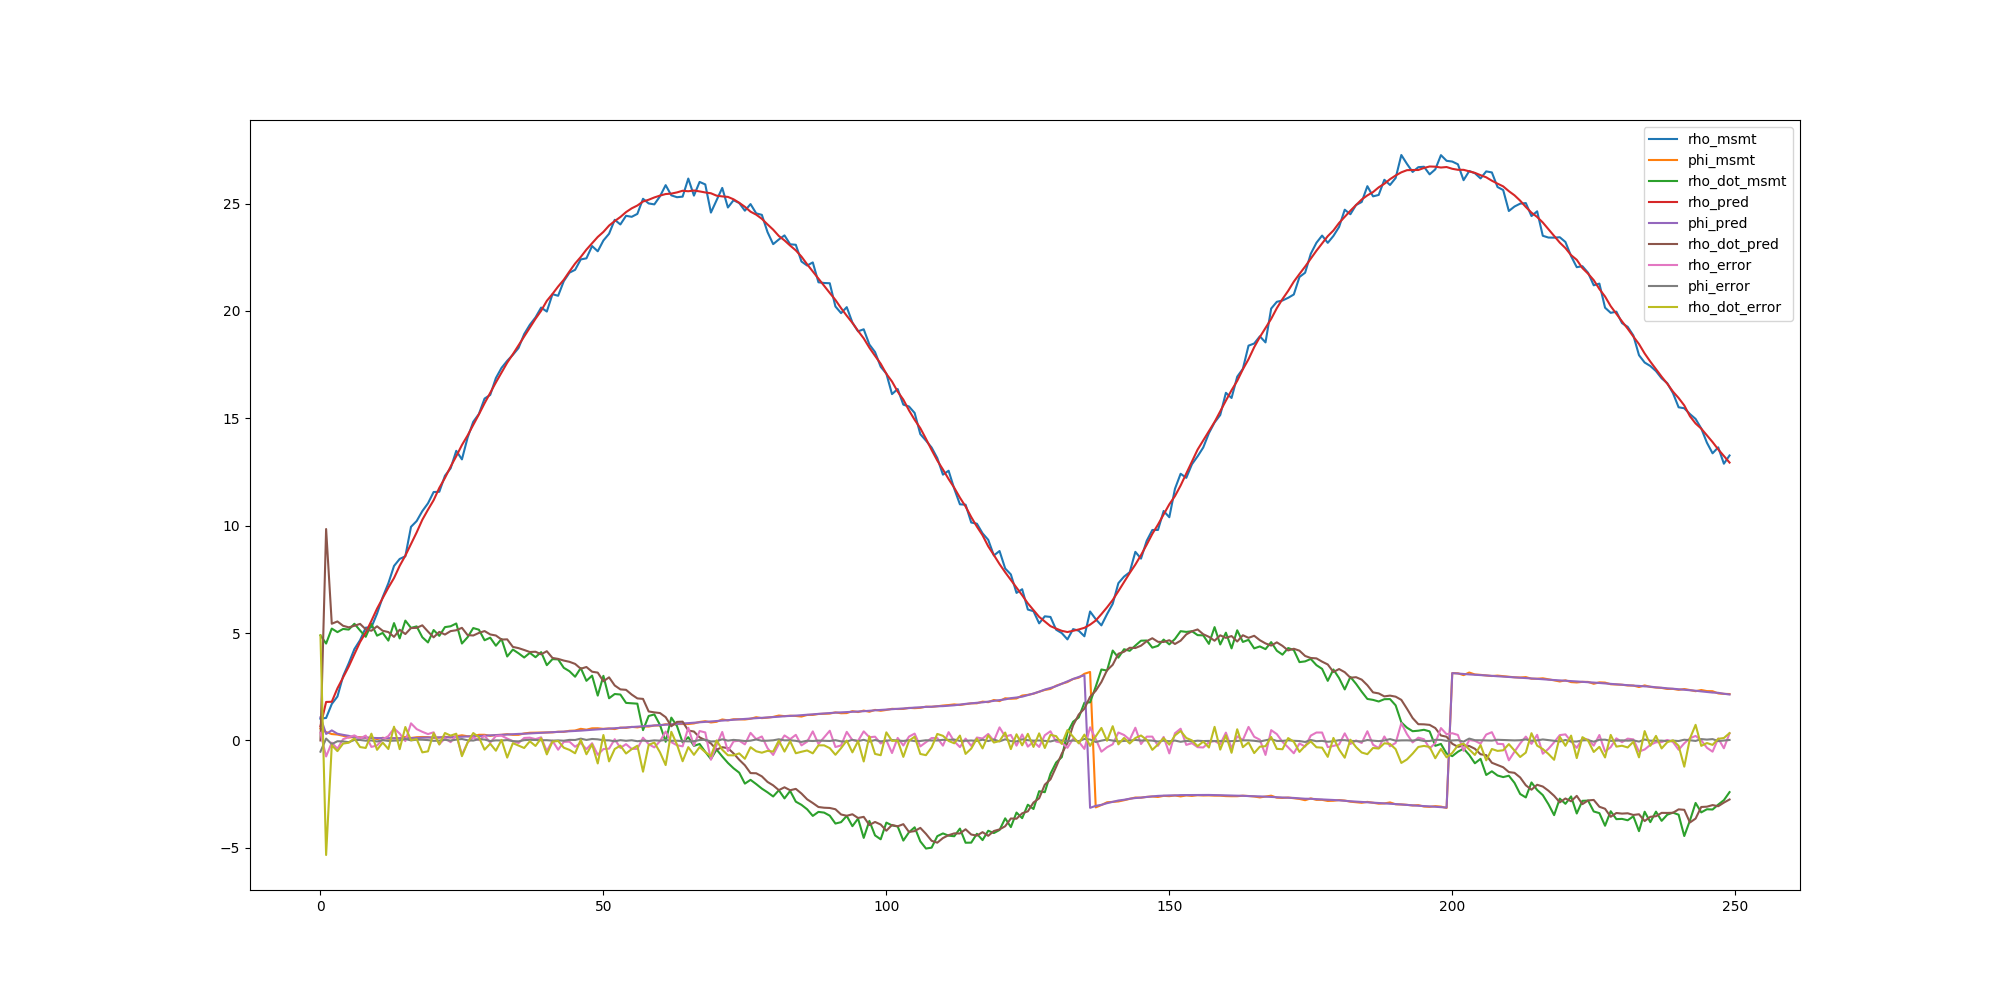 rho_msmt
phi_msmt
rho_dot_msmt
rho_pred
phi_pred
rho_dot_pred
rho_error
phi_error
rho_dot_error
25
20
15
10
5
0
−5
0 50 100 150 200 250